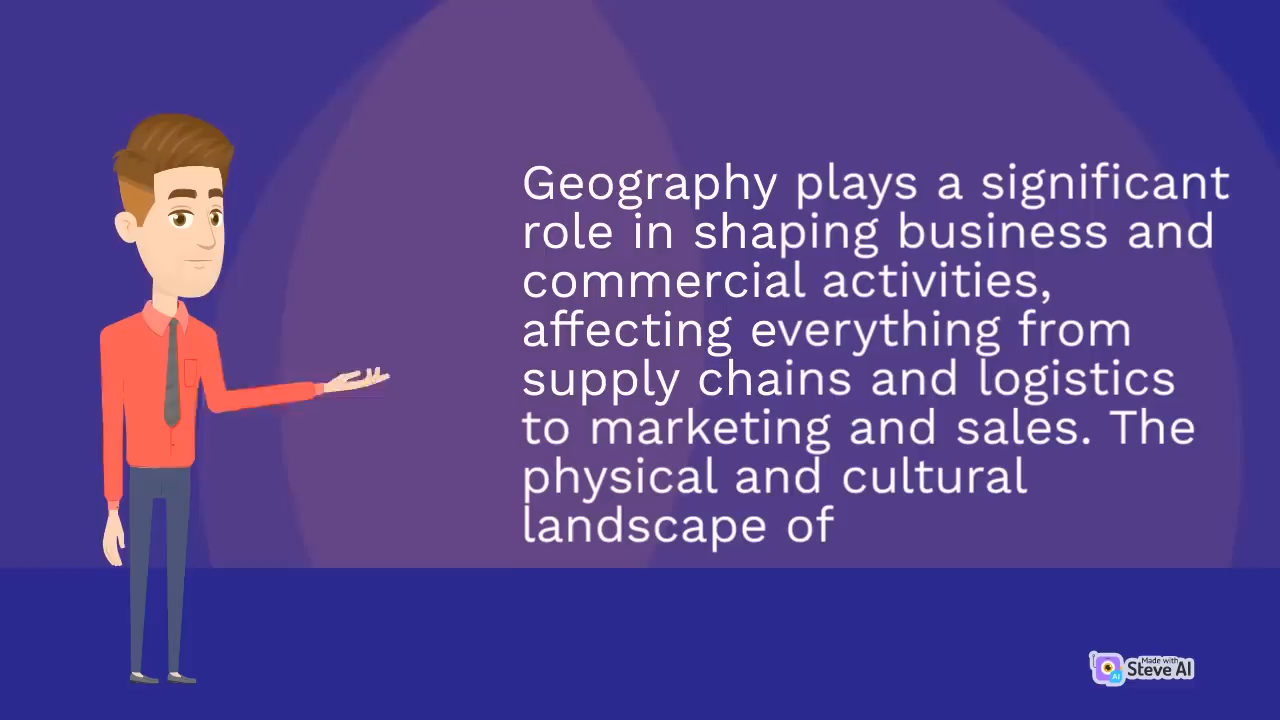 Geography plays a significant
role in shaping business and
commercial activities,
affecting everything from
supply chains and logistics
to marketing and sales. The
physical and cultural
landscape of
Made with
Steve AI
AI